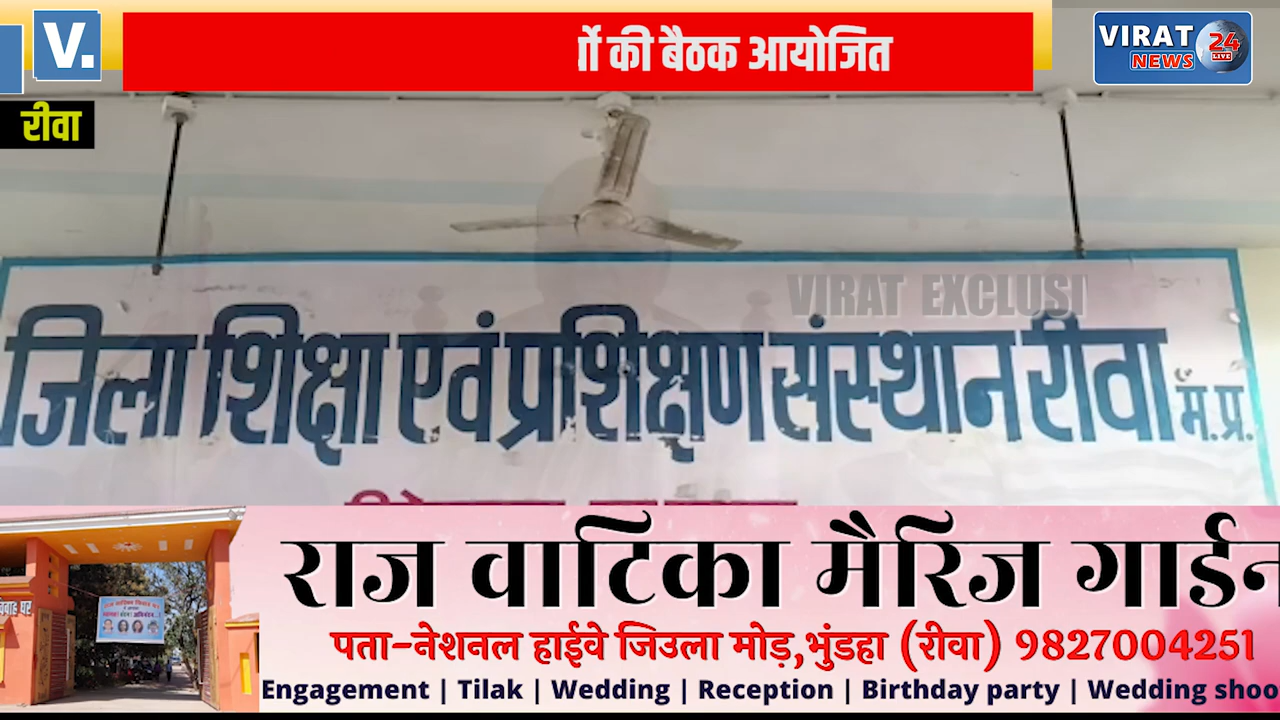 V.
की बैठक आयोजित
VIRAT
24
NEWS
LIVE
रीवा
VIRAT EXCLUSI
जिला शिक्षा एवं प्रशिक्षण संस्थान रीवा म.प्र.
राज वाटिका मैरिज गार्डन
पता-नेशनल हाईवे जिउला मोड़,भुंडहा (रीवा) 9827004251
Engagement | Tilak | Wedding | Reception | Birthday party | Wedding shoo